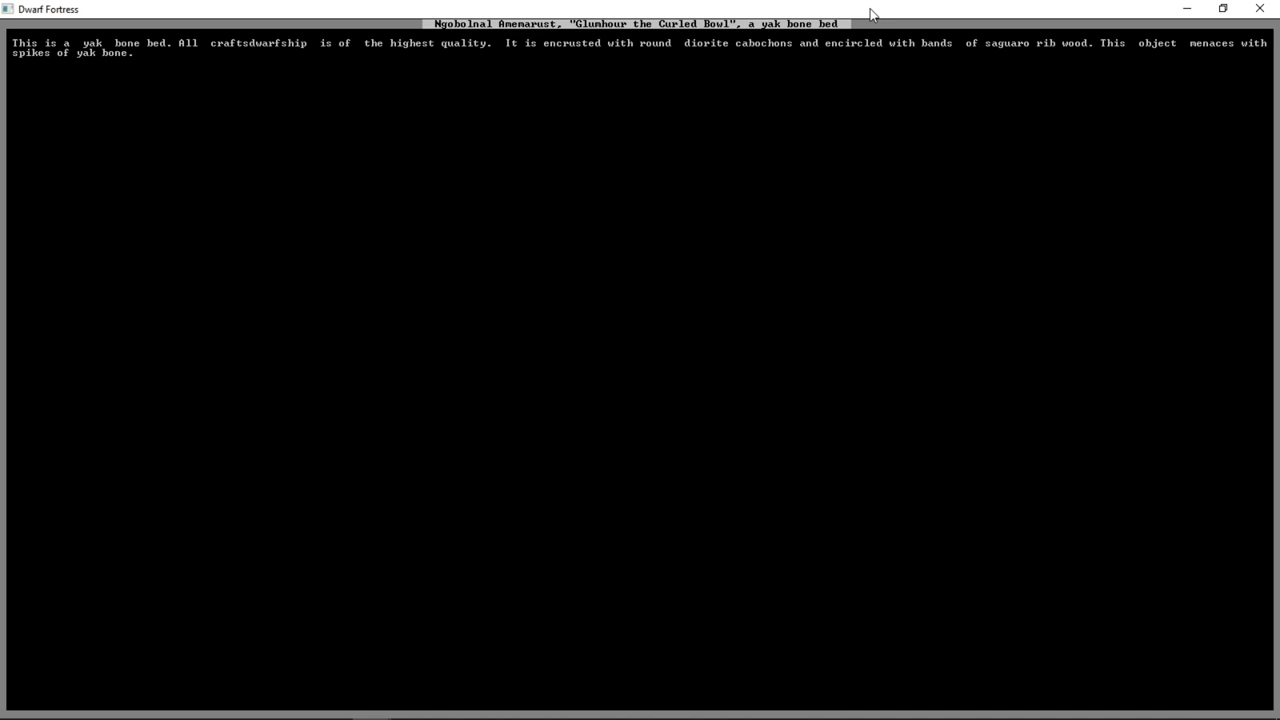 Dwarf Fortress
Ngobolnal Amemarust, "Glumhour the Curled Bowl", a yak bone bed
This is a yak bone bed. All craftsdwarfship is of the highest quality. It is encrusted with round diorite cabochons and encircled with bands of saguaro rib wood. This object menaces with
spikes of yak bone.